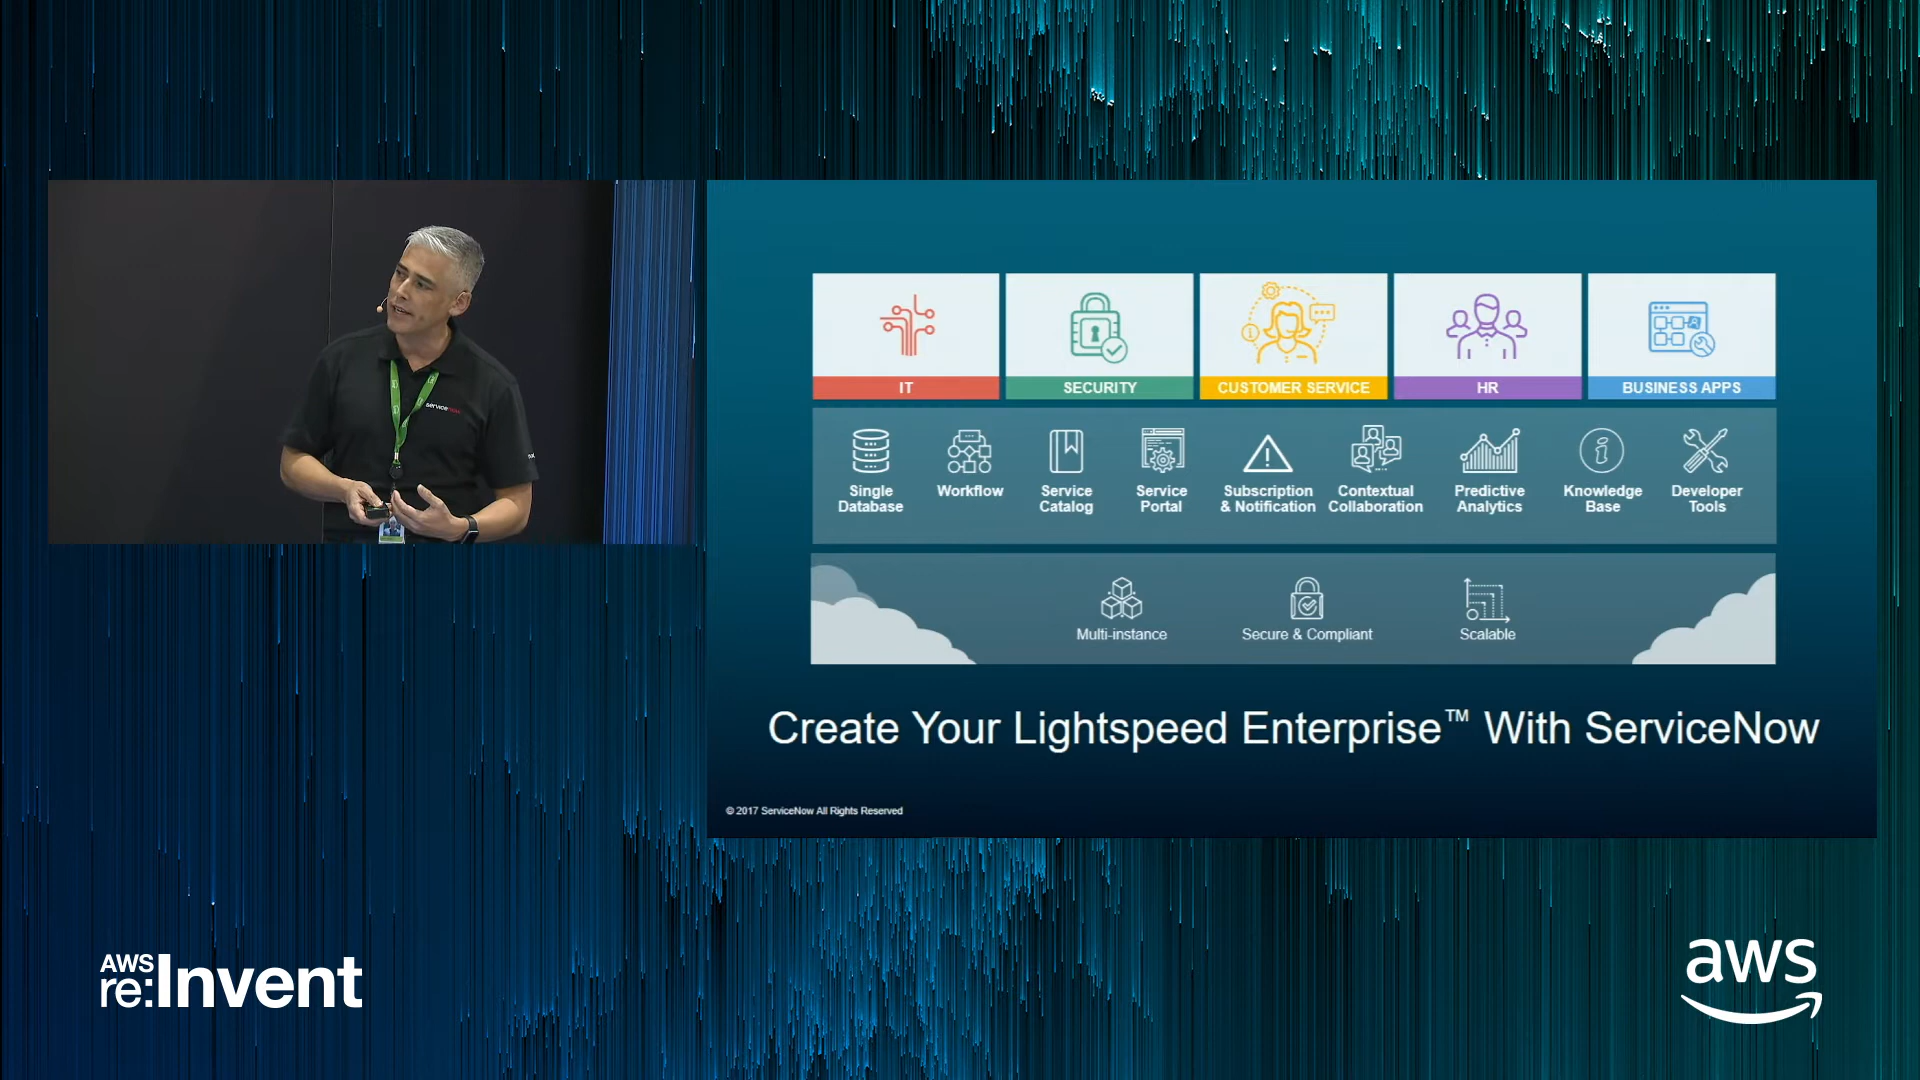 servicenow
IT
SECURITY
CUSTOMER SERVICE
HR
BUSINESS APPS
Single
Database
Workflow
Service
Catalog
Service
Portal
Subscription
& Notification
Contextual
Collaboration
Predictive
Analytics
Knowledge
Base
Developer
Tools
Multi-instance
Secure & Compliant
Scalable
Create Your Lightspeed Enterprise™ With ServiceNow
© 2017 ServiceNow All Rights Reserved
AWS
re:Invent
aws